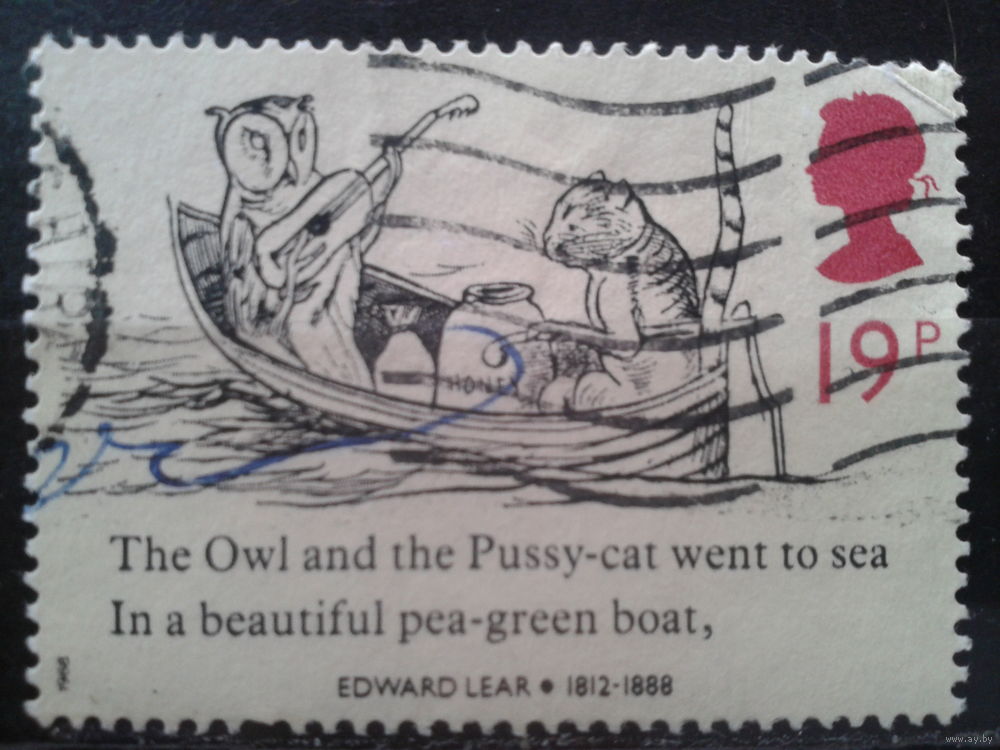 19P
HONEY
The Owl and the Pussy-cat went to sea
In a beautiful pea-green boat,
EDWARD LEAR • 1812-1888
1988
www.ay.by